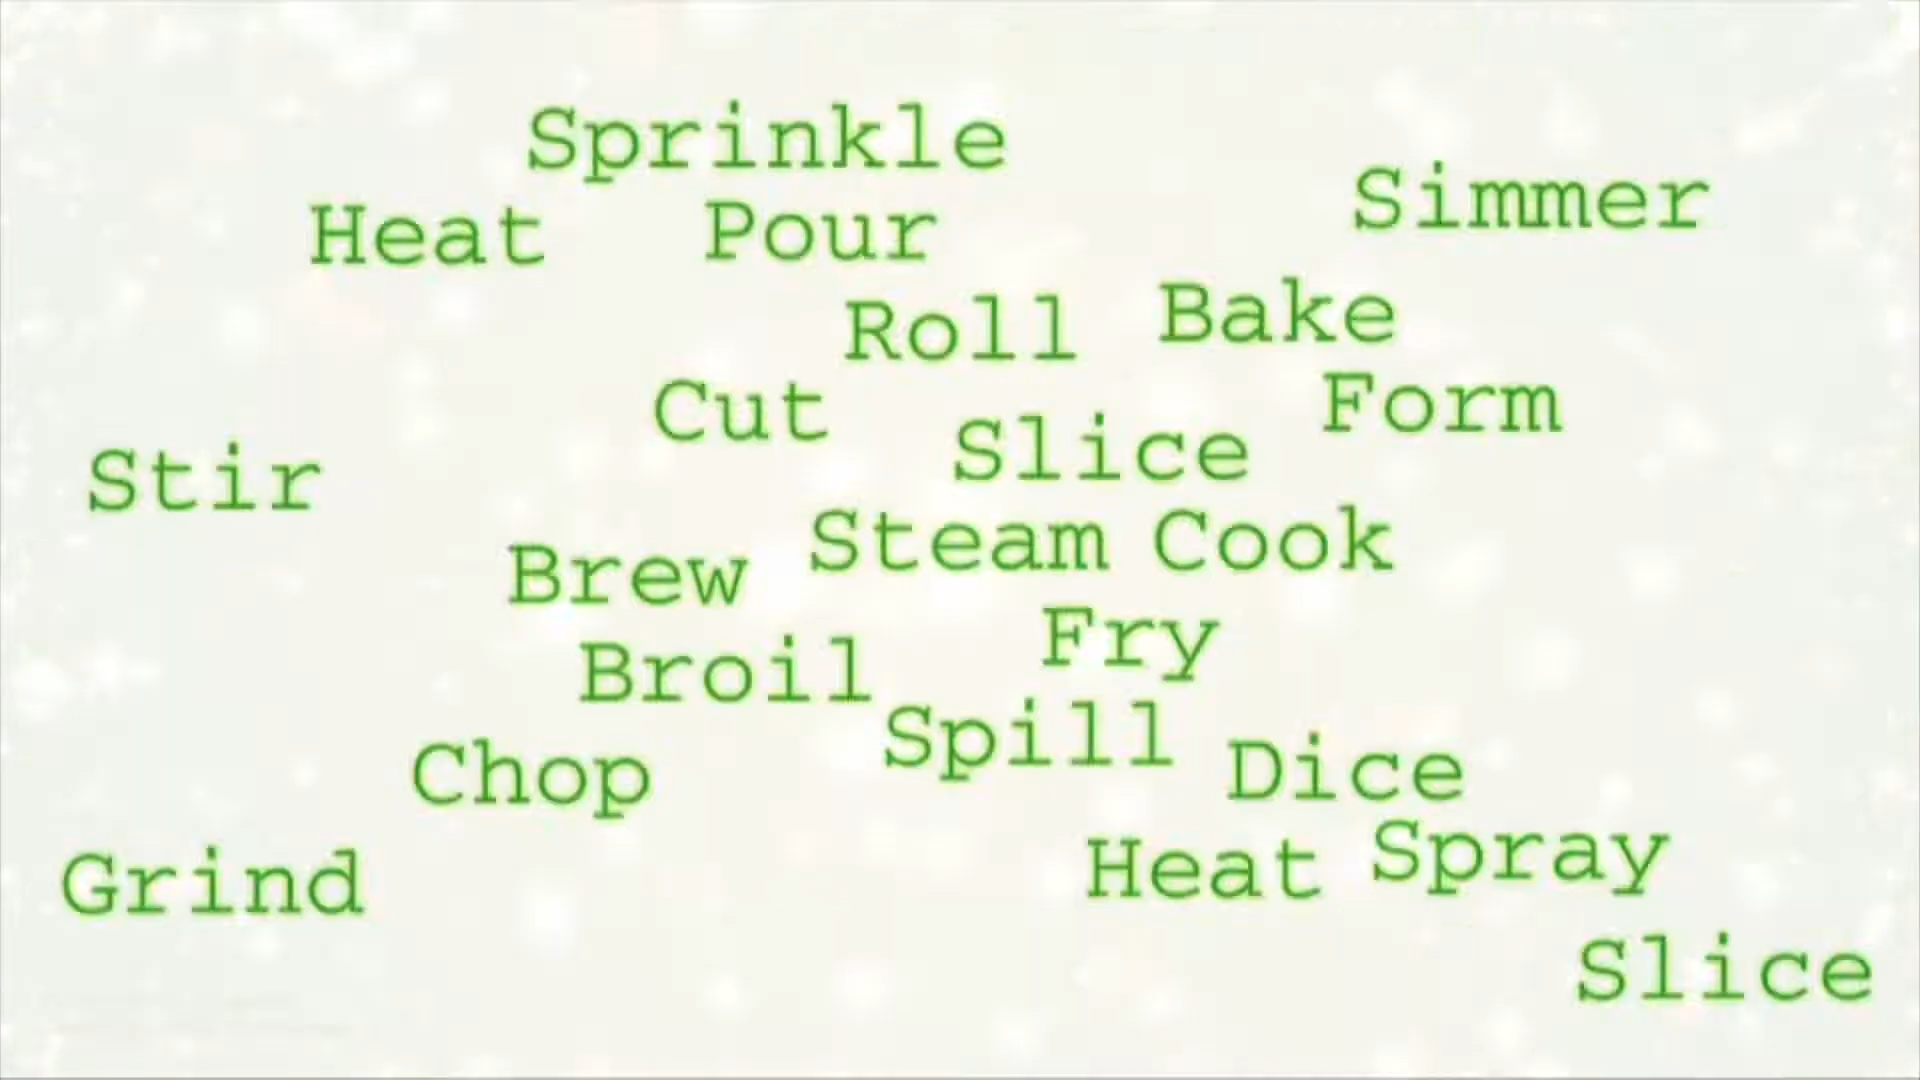 Sprinkle
Simmer
Heat Pour
Roll Bake
Cut Form
Slice
Stir
Steam Cook
Brew
Fry
Broil
Spill
Chop Dice
Heat Spray
Grind
Slice